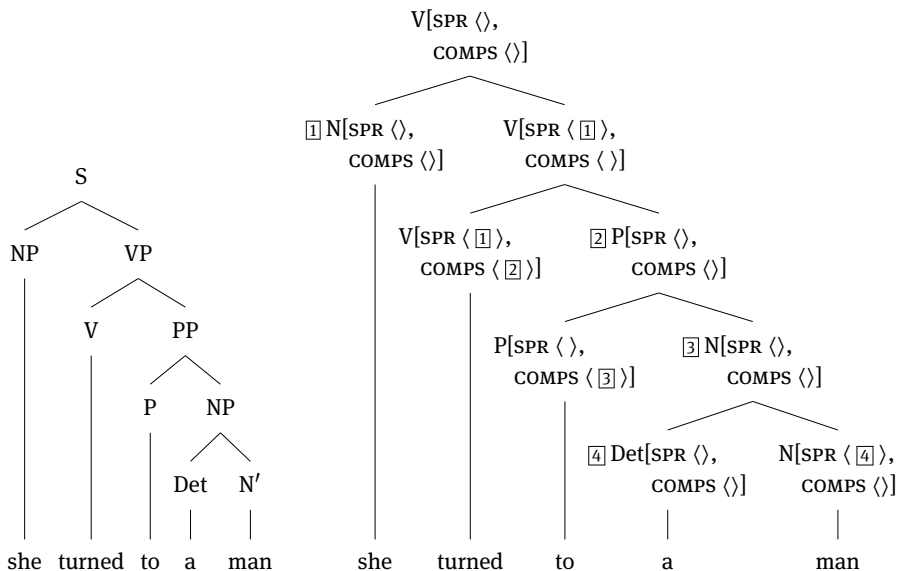 V[SPR ⟨⟩,
COMPS ⟨⟩]
1 N[SPR ⟨⟩, V[SPR ⟨ 1 ⟩,
COMPS ⟨⟩] COMPS ⟨ ⟩]
S
V[SPR ⟨ 1 ⟩, 2 P[SPR ⟨⟩,
NP VP
COMPS ⟨ 2 ⟩] COMPS ⟨⟩]
V PP
P[SPR ⟨ ⟩, 3 N[SPR ⟨⟩,
COMPS ⟨ 3 ⟩] COMPS ⟨⟩]
P NP
4 Det[SPR ⟨⟩, N[SPR ⟨ 4 ⟩,
Det N′ COMPS ⟨⟩] COMPS ⟨⟩]
she turned to a man she turned to a man